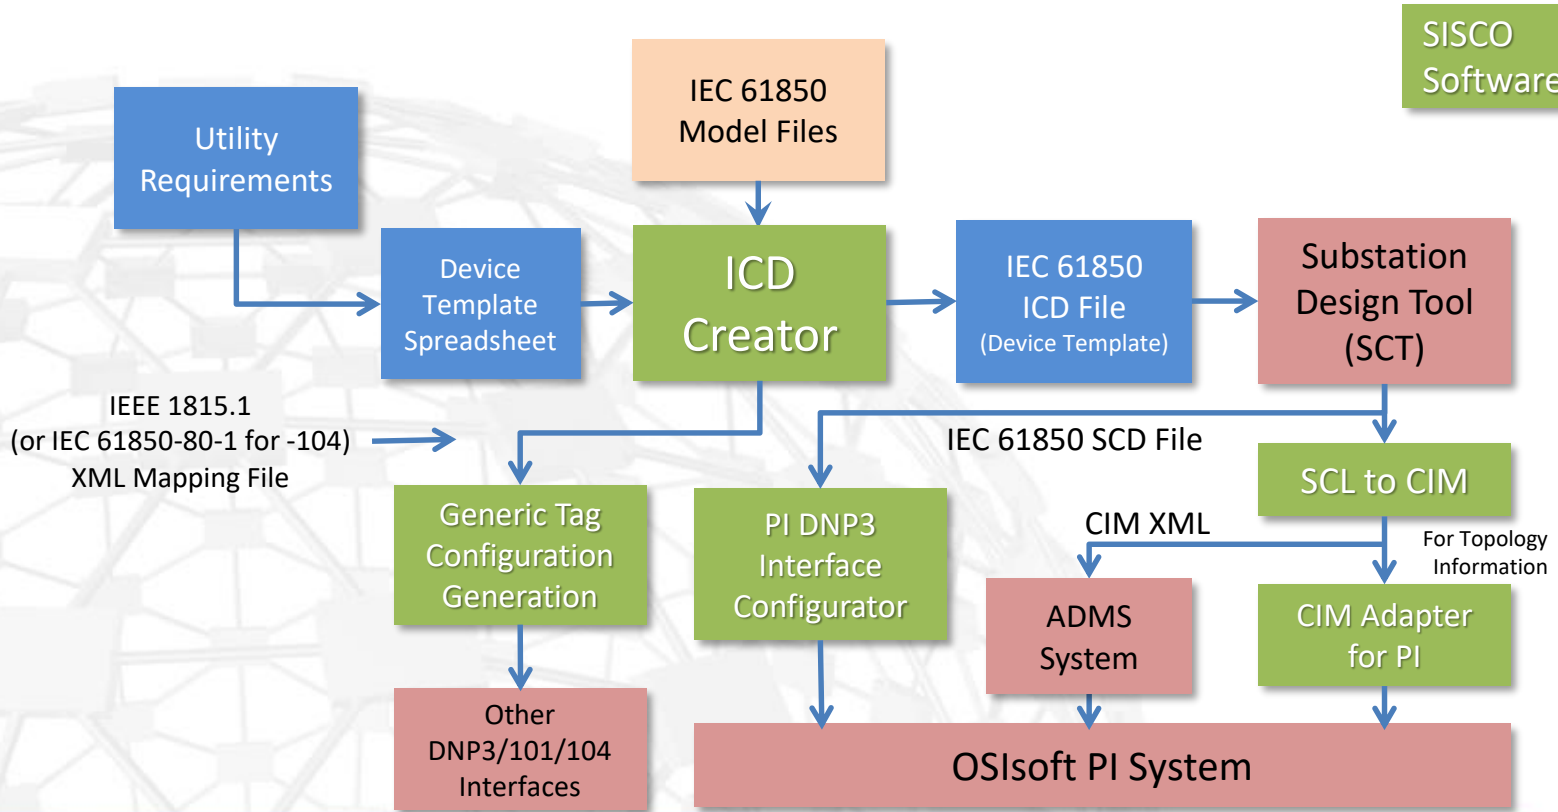 SISCO
Software
IEC 61850
Model Files
Utility
Requirements
Device
Template
Spreadsheet
ICD
Creator
IEC 61850
ICD File
(Device Template)
Substation
Design Tool
(SCT)
IEEE 1815.1
(or IEC 61850-80-1 for -104)
XML Mapping File
IEC 61850 SCD File
Generic Tag
Configuration
Generation
PI DNP3
Interface
Configurator
SCL to CIM
CIM XML
For Topology
Information
ADMS
System
CIM Adapter
for PI
Other
DNP3/101/104
Interfaces
OSIsoft PI System